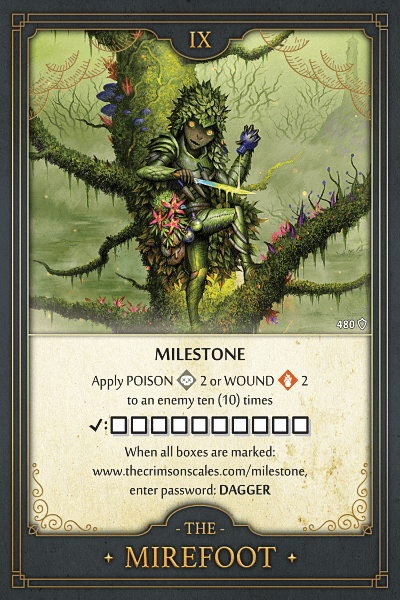 IX
480
MILESTONE
Apply POISON 2 or WOUND 2
to an enemy ten (10) times
✓:
When all boxes are marked:
www.thecrimsonscales.com/milestone,
enter password: DAGGER
- THE -
MIREFOOT